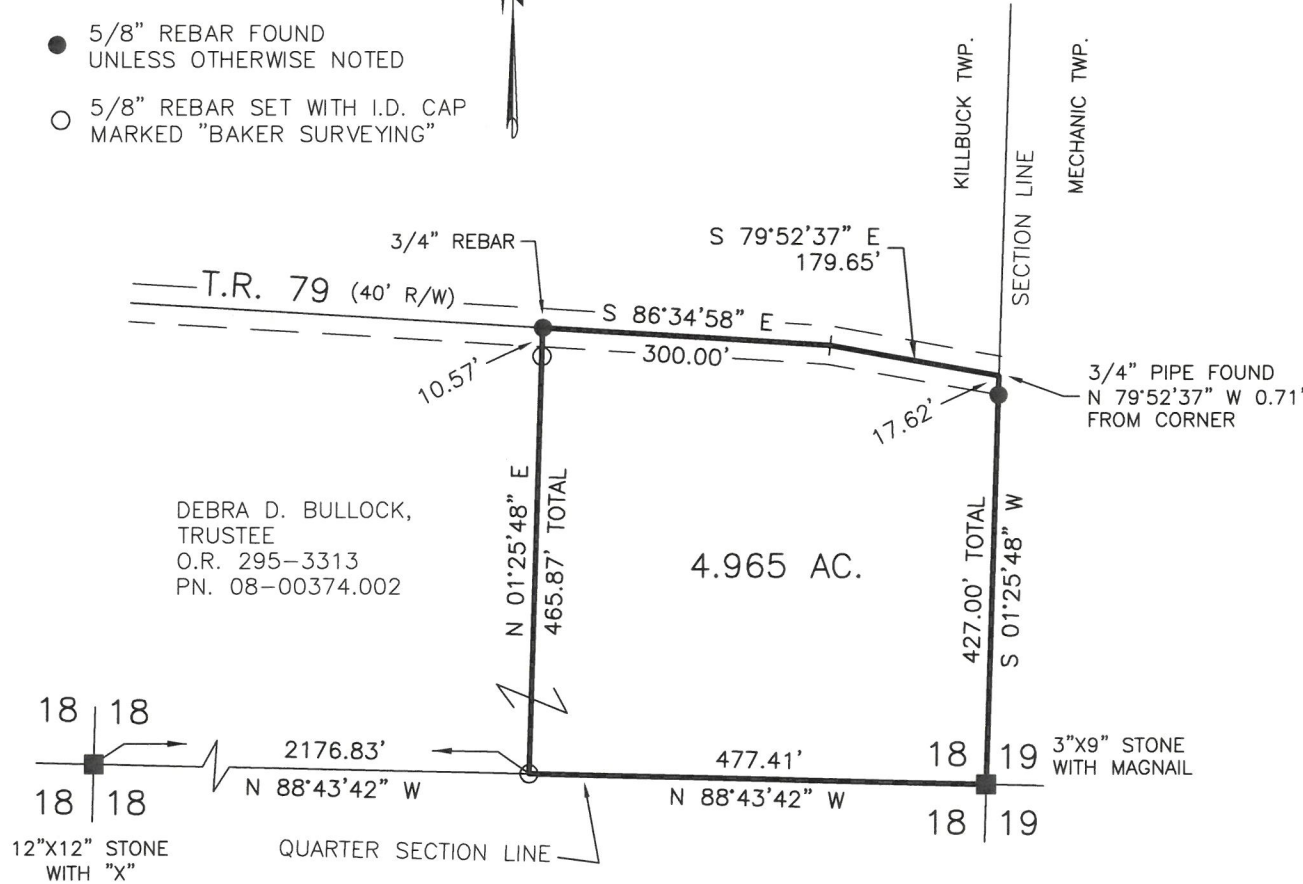 5/8" REBAR FOUND
UNLESS OTHERWISE NOTED
5/8" REBAR SET WITH I.D. CAP
MARKED "BAKER SURVEYING"
KILLBUCK TWP.
SECTION LINE
MECHANIC TWP.
3/4" REBAR
S 79°52'37" E
179.65'
T.R. 79 (40' R/W)
S 86°34'58" E
300.00'
10.57'
17.62'
3/4" PIPE FOUND
N 79°52'37" W 0.71'
FROM CORNER
DEBRA D. BULLOCK,
TRUSTEE
O.R. 295-3313
PN. 08-00374.002
N 01°25'48" E
465.87' TOTAL
4.965 AC.
427.00' TOTAL
S 01°25'48" W
18 18
18 18
2176.83'
N 88°43'42" W
477.41'
N 88°43'42" W
18 19
18 19
3"X9" STONE
WITH MAGNAIL
12"X12" STONE
WITH "X"
QUARTER SECTION LINE